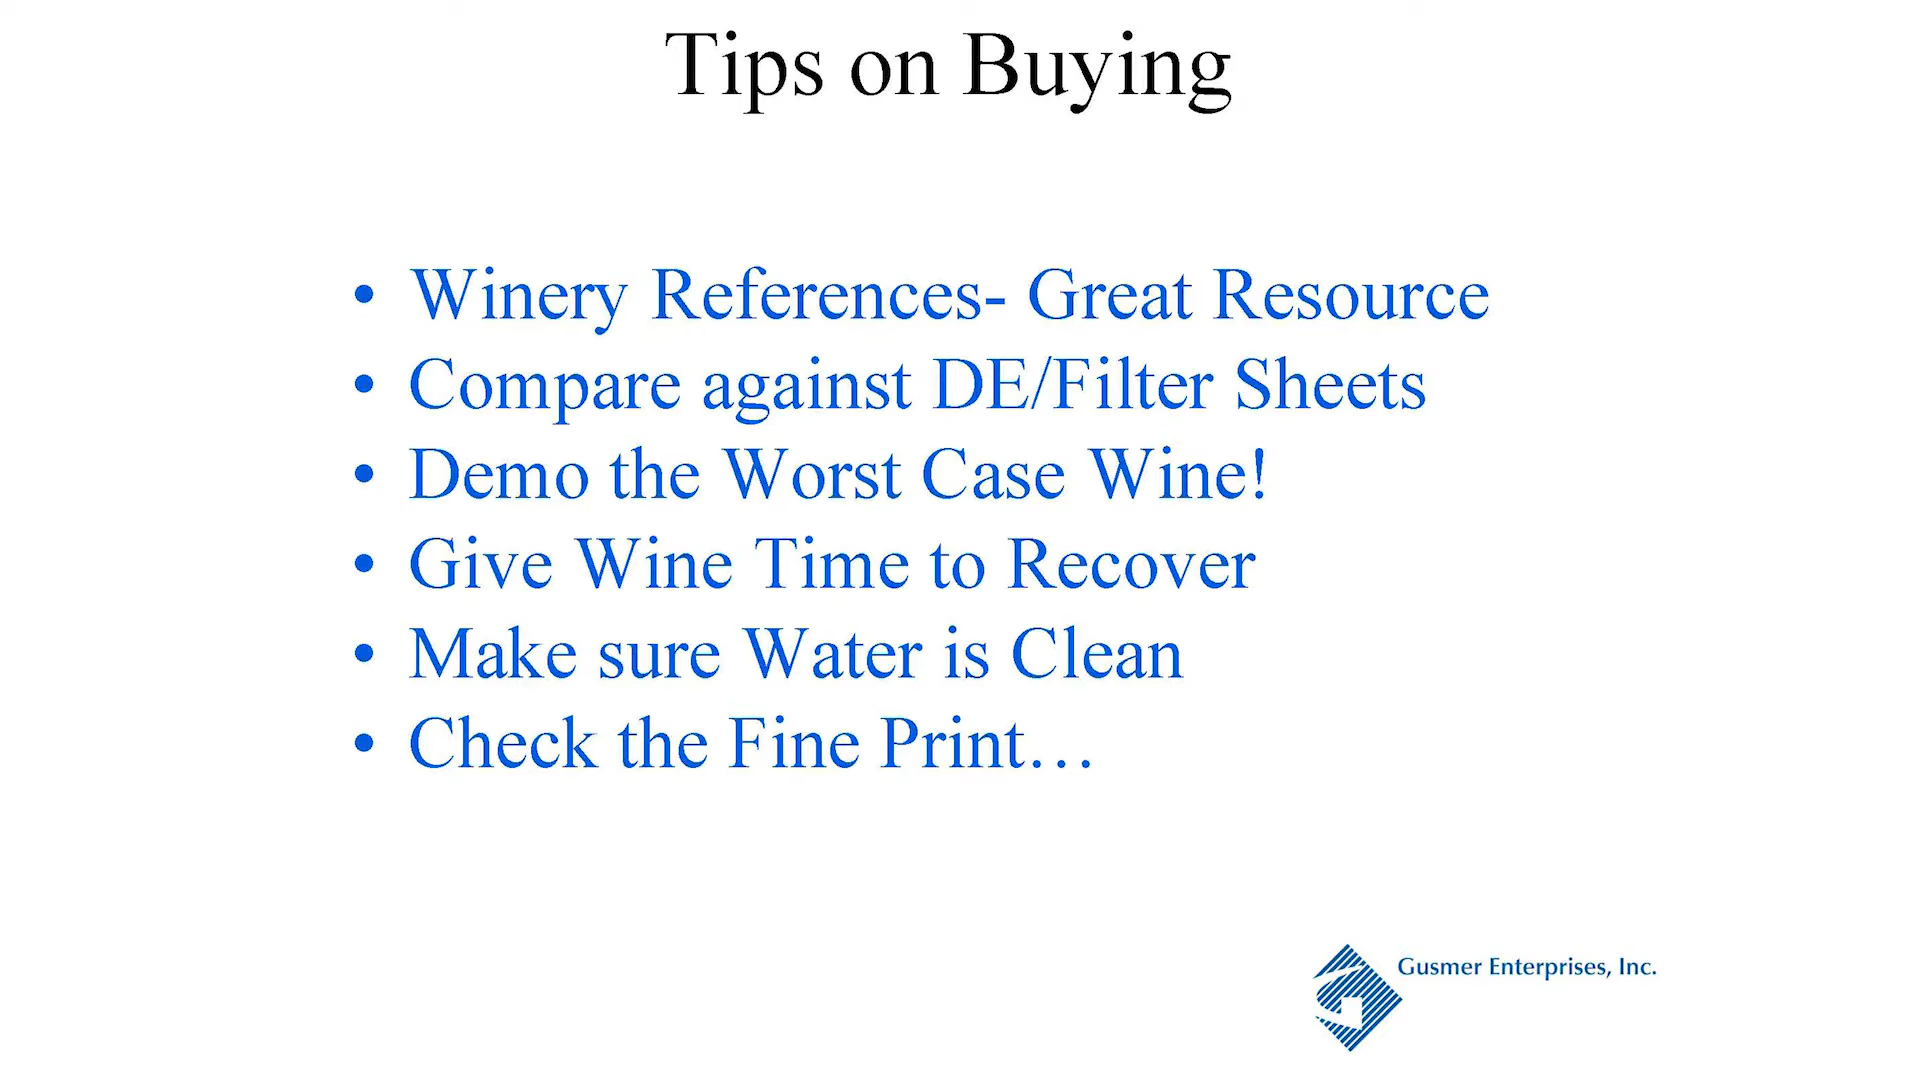 Tips on Buying
• Winery References- Great Resource
• Compare against DE/Filter Sheets
• Demo the Worst Case Wine!
• Give Wine Time to Recover
• Make sure Water is Clean
• Check the Fine Print…
Gusmer Enterprises, Inc.